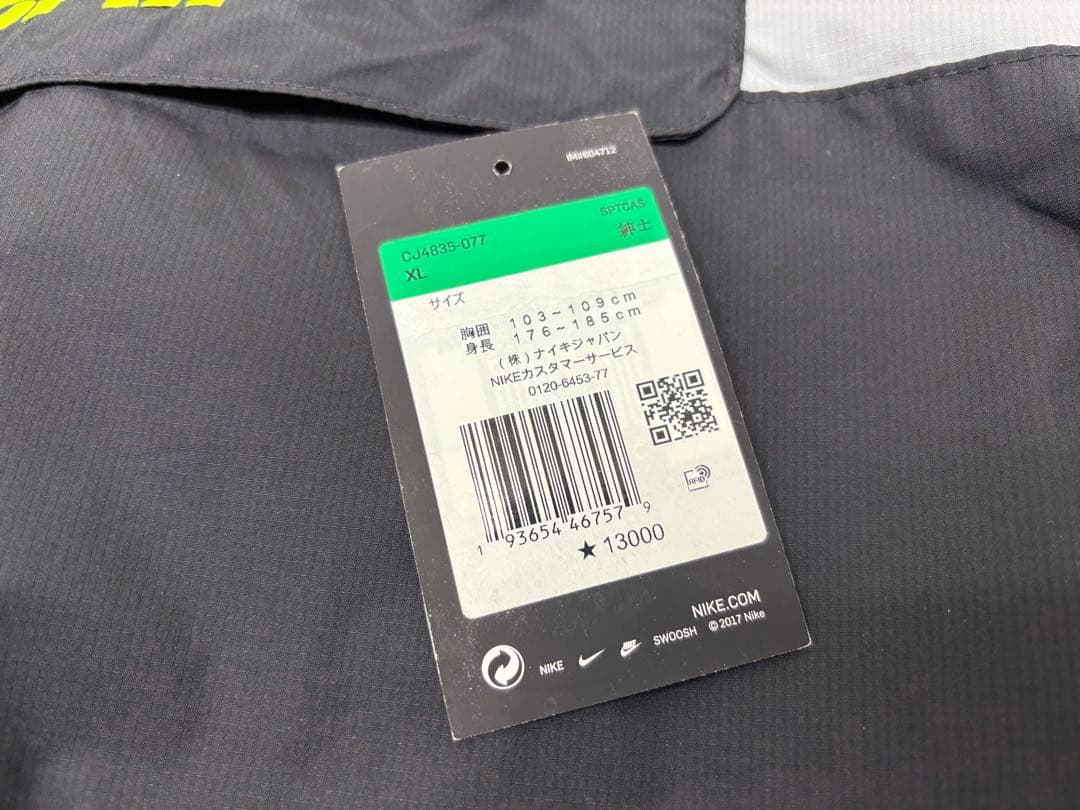 IM#604712
SPTCAS
CJ4835-077
紳士
XL
サイズ
胸囲 103~109cm
身長 176~185cm
(株)ナイキジャパン
NIKEカスタマーサービス
0120-6453-77
RFID
1 93654 46757 9
★13000
NIKE.COM
NIKE SWOOSH © 2017 Nike